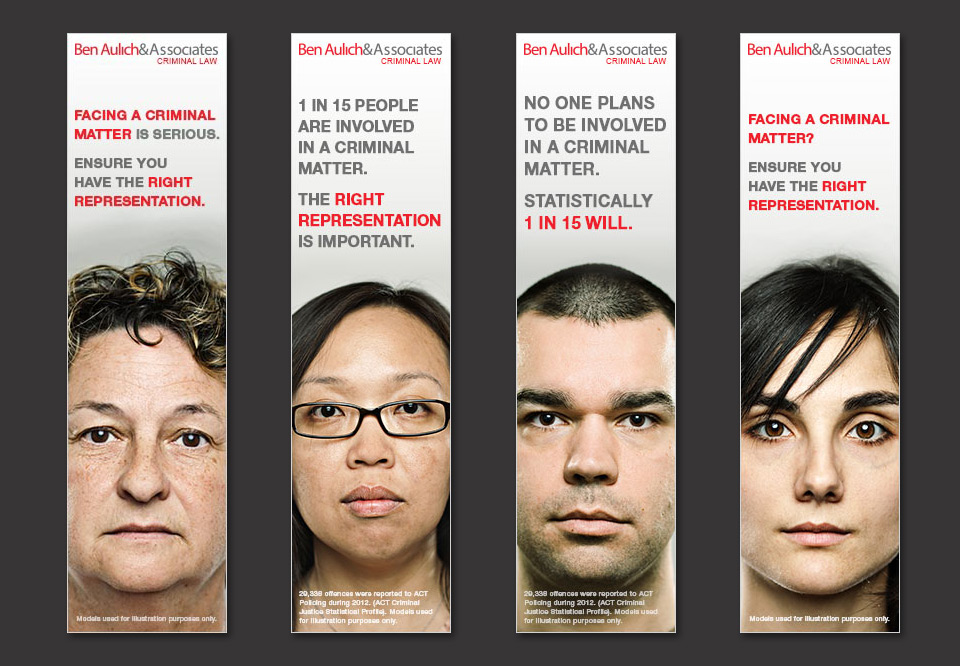 Ben Aulich&Associates
CRIMINAL LAW
FACING A CRIMINAL
MATTER IS SERIOUS.
ENSURE YOU
HAVE THE RIGHT
REPRESENTATION.
Models used for illustration purposes only.
Ben Aulich&Associates
CRIMINAL LAW
1 IN 15 PEOPLE
ARE INVOLVED
IN A CRIMINAL
MATTER.
THE RIGHT
REPRESENTATION
IS IMPORTANT.
29,338 offences were reported to ACT
Policing during 2012. (ACT Criminal
Justice Statistical Profile). Models used
for illustration purposes only.
Ben Aulich&Associates
CRIMINAL LAW
NO ONE PLANS
TO BE INVOLVED
IN A CRIMINAL
MATTER.
STATISTICALLY
1 IN 15 WILL.
29,338 offences were reported to ACT
Policing during 2012. (ACT Criminal
Justice Statistical Profile). Models used
for illustration purposes only.
Ben Aulich&Associates
CRIMINAL LAW
FACING A CRIMINAL
MATTER?
ENSURE YOU
HAVE THE RIGHT
REPRESENTATION.
Models used for illustration purposes only.